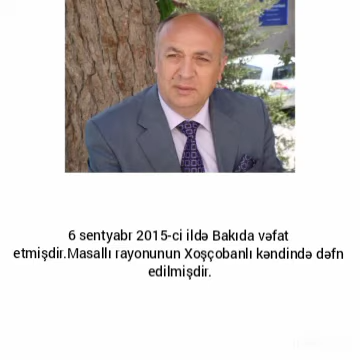 6 sentyabr 2015-ci ildə Bakıda vəfat
etmişdir.Masallı rayonunun Xoşçobanlı kəndində dəfn
edilmişdir.